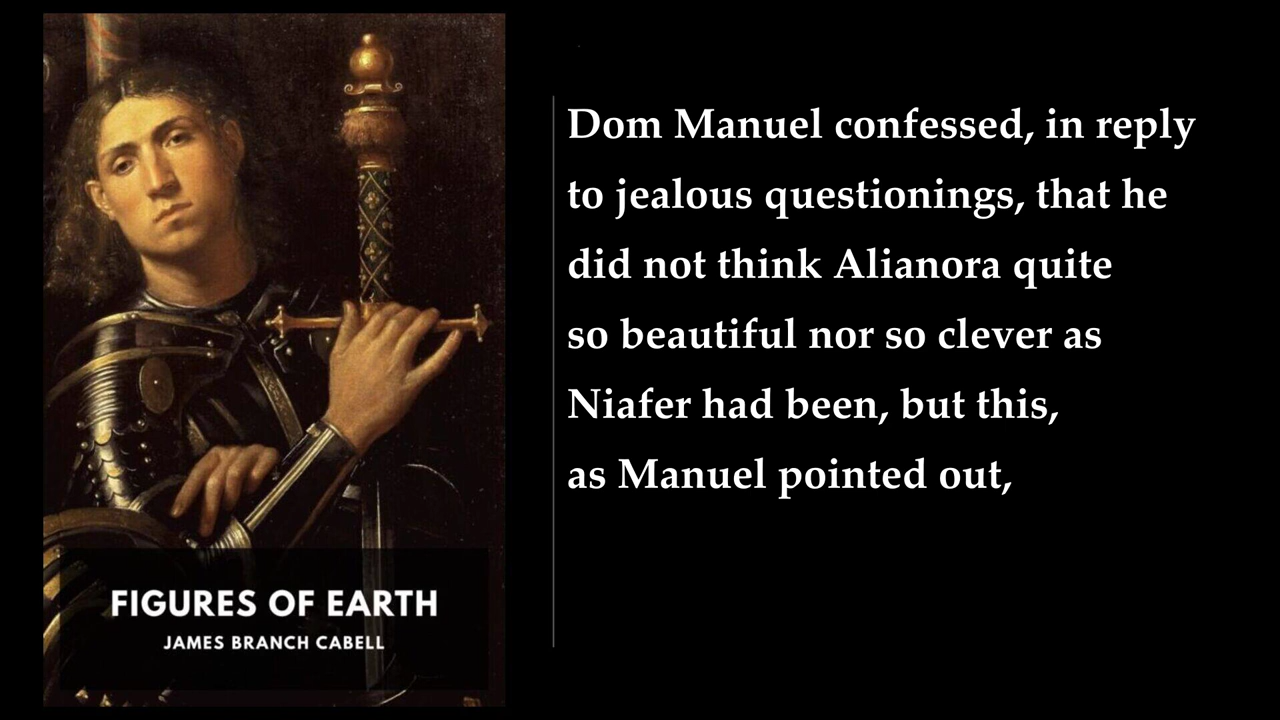 FIGURES OF EARTH
JAMES BRANCH CABELL
Dom Manuel confessed, in reply
to jealous questionings, that he
did not think Alianora quite
so beautiful nor so clever as
Niafer had been, but this,
as Manuel pointed out,